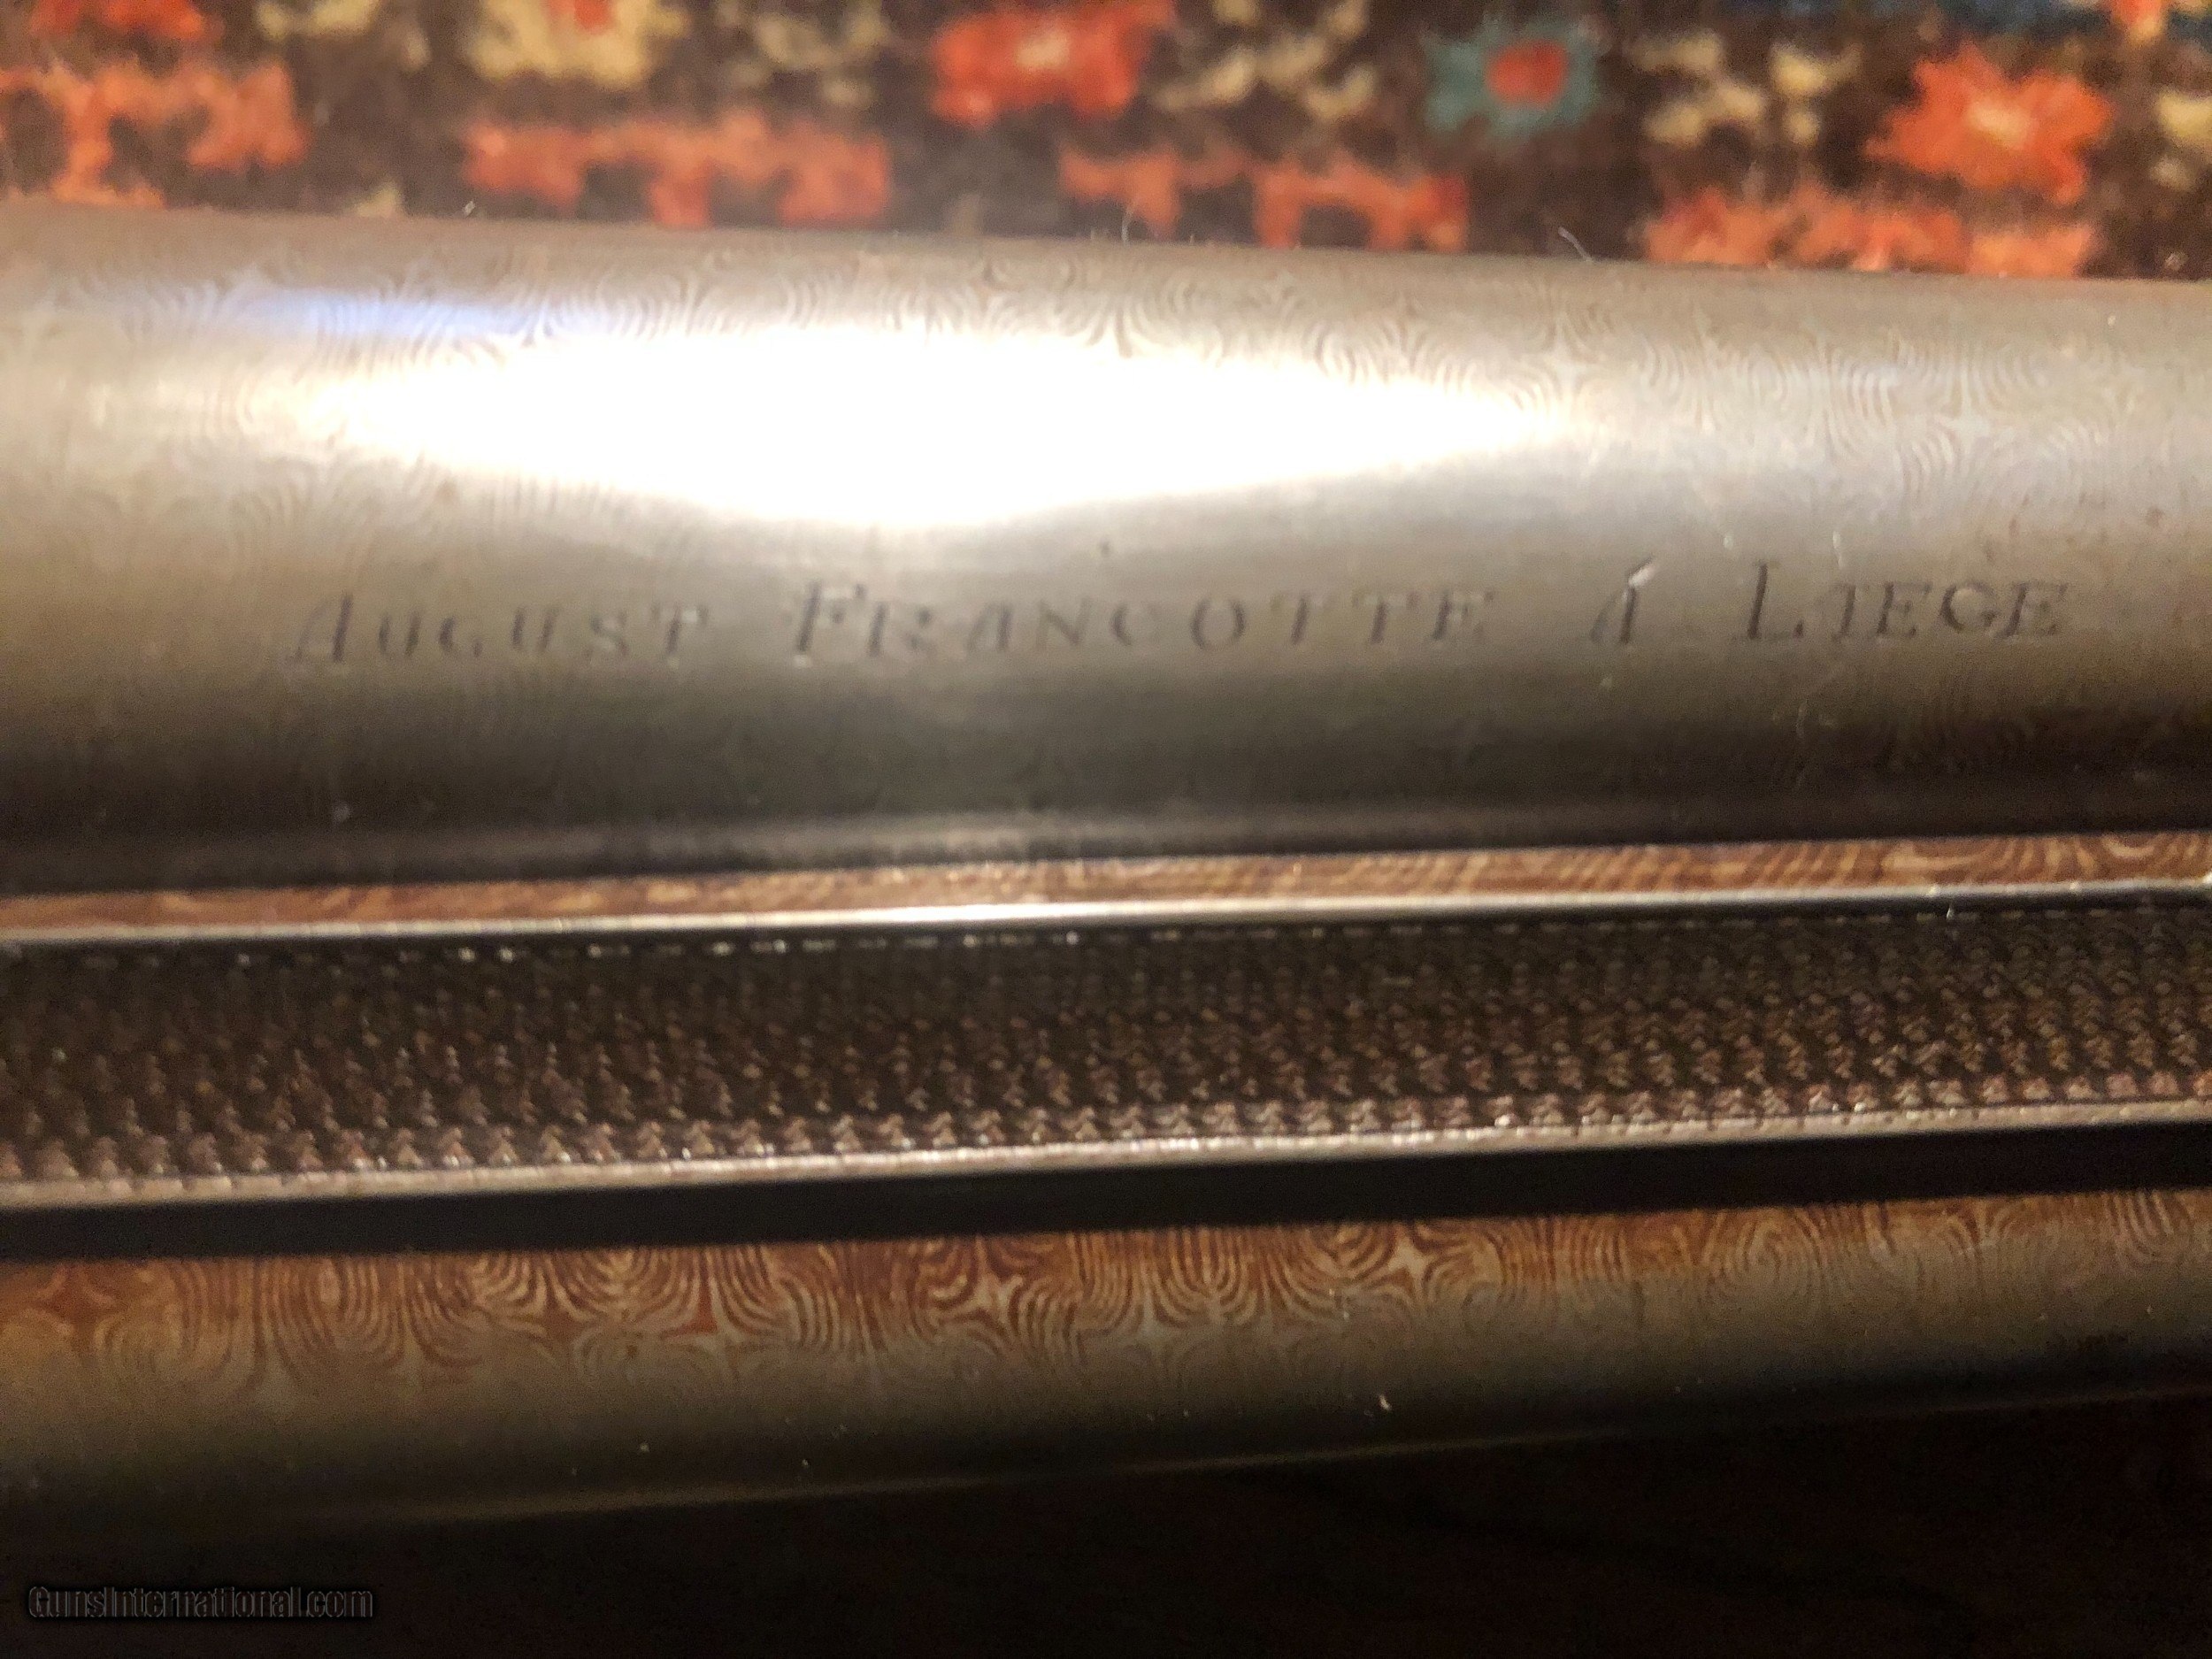 AUGUST FRANCOTTE Á LIEGE
GunsInternational.com